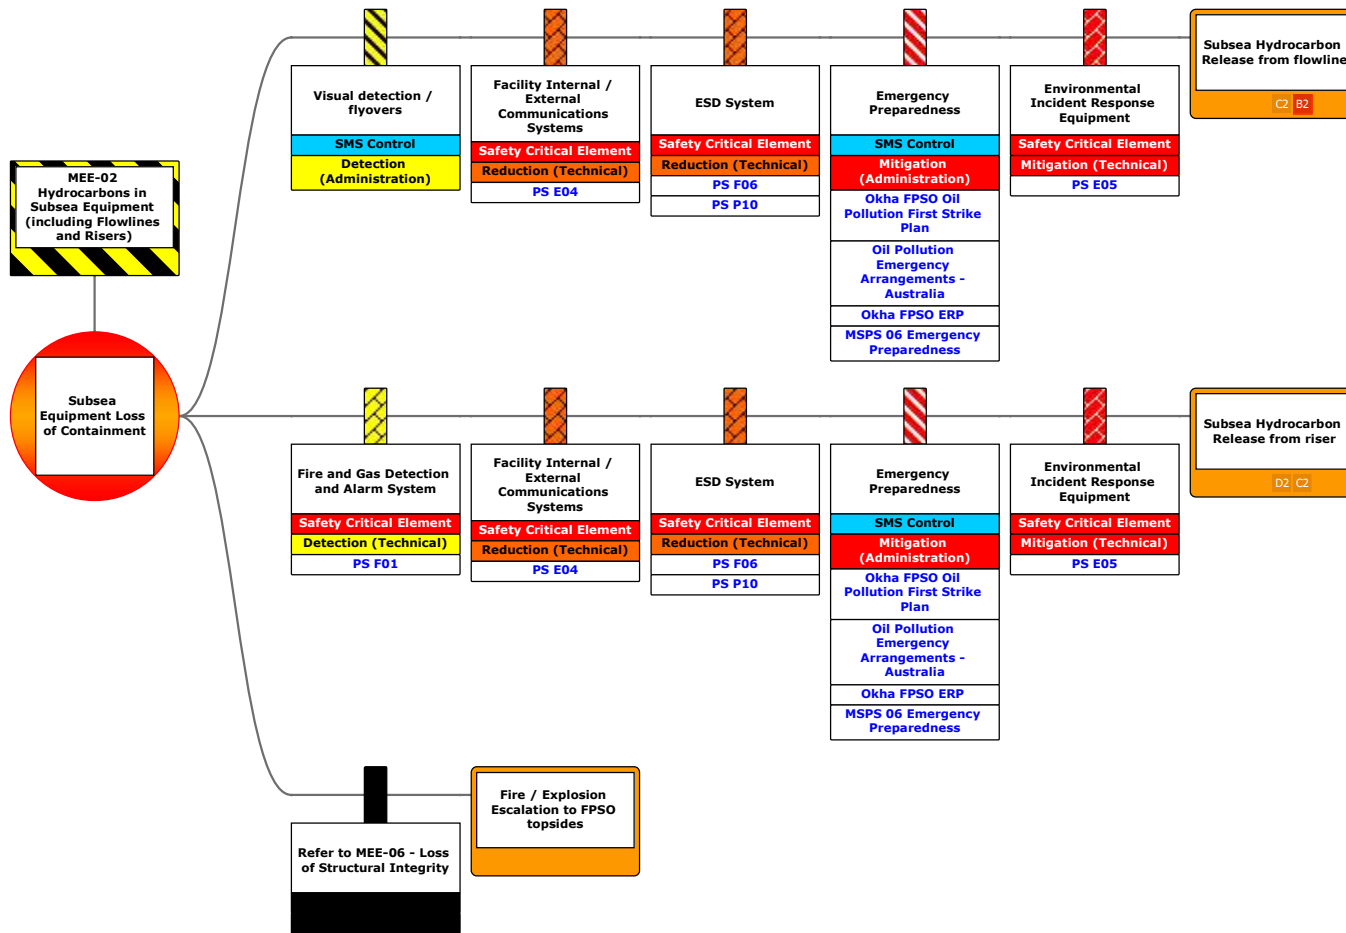 MEE-02
Hydrocarbons in
Subsea Equipment
(including Flowlines
and Risers)
Subsea
Equipment Loss
of Containment
Visual detection /
flyovers
SMS Control
Detection
(Administration)
Facility Internal /
External
Communications
Systems
Safety Critical Element
Reduction (Technical)
PS E04
ESD System
Safety Critical Element
Reduction (Technical)
PS F06
PS P10
Emergency
Preparedness
SMS Control
Mitigation
(Administration)
Okha FPSO Oil
Pollution First Strike
Plan
Oil Pollution
Emergency
Arrangements -
Australia
Okha FPSO ERP
MSPS 06 Emergency
Preparedness
Environmental
Incident Response
Equipment
Safety Critical Element
Mitigation (Technical)
PS E05
Subsea Hydrocarbon
Release from flowline
C2 B2
Fire and Gas Detection
and Alarm System
Safety Critical Element
Detection (Technical)
PS F01
Facility Internal /
External
Communications
Systems
Safety Critical Element
Reduction (Technical)
PS E04
ESD System
Safety Critical Element
Reduction (Technical)
PS F06
PS P10
Emergency
Preparedness
SMS Control
Mitigation
(Administration)
Okha FPSO Oil
Pollution First Strike
Plan
Oil Pollution
Emergency
Arrangements -
Australia
Okha FPSO ERP
MSPS 06 Emergency
Preparedness
Environmental
Incident Response
Equipment
Safety Critical Element
Mitigation (Technical)
PS E05
Subsea Hydrocarbon
Release from riser
D2 C2
Refer to MEE-06 - Loss
of Structural Integrity
Fire / Explosion
Escalation to FPSO
topsides